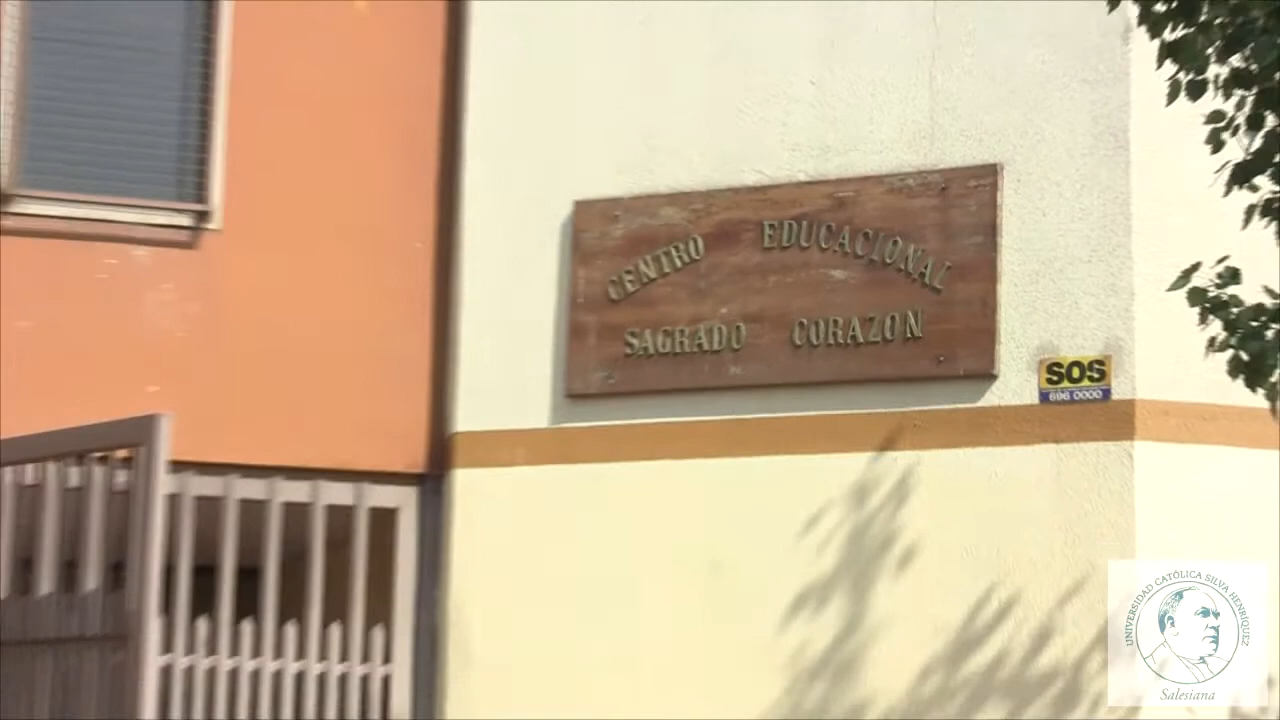 CENTRO EDUCACIONAL
SAGRADO CORAZON
SOS
696 0000
UNIVERSIDAD CATÓLICA SILVA HENRÍQUEZ
Salesiana